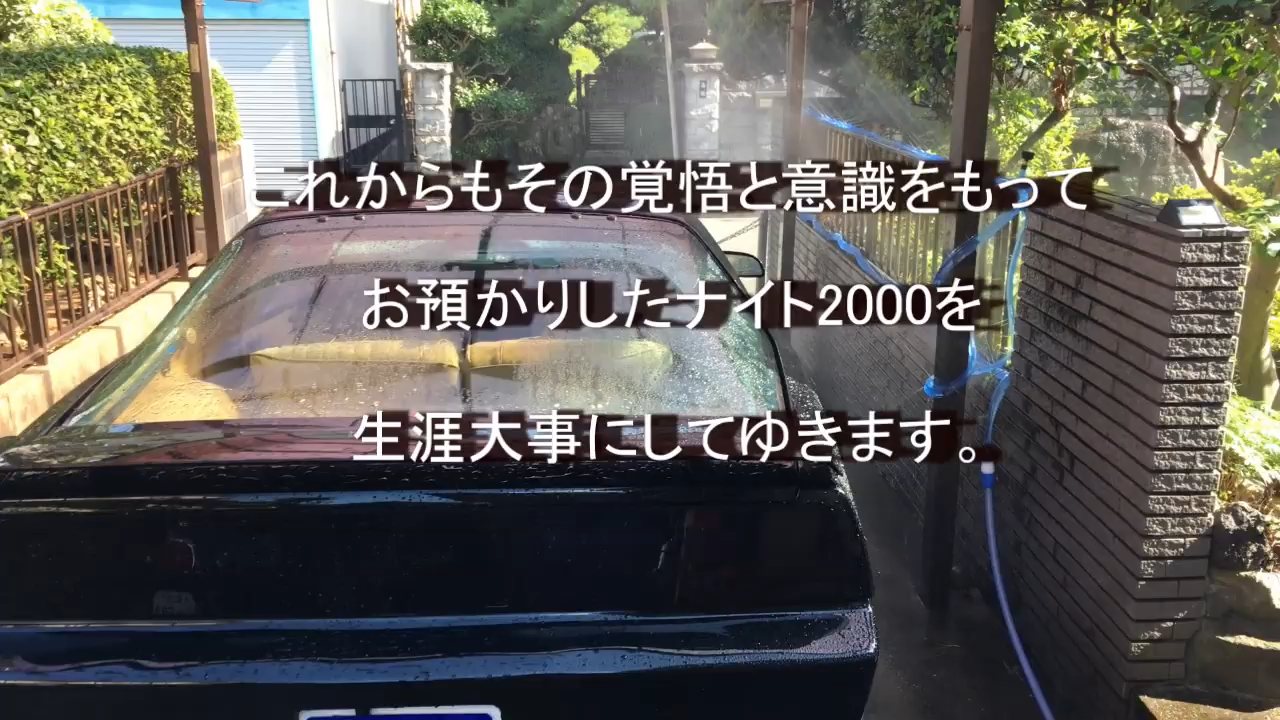 これからもその覚悟と意識をもって
お預かりしたナイト2000を
生涯大事にしてゆきます。